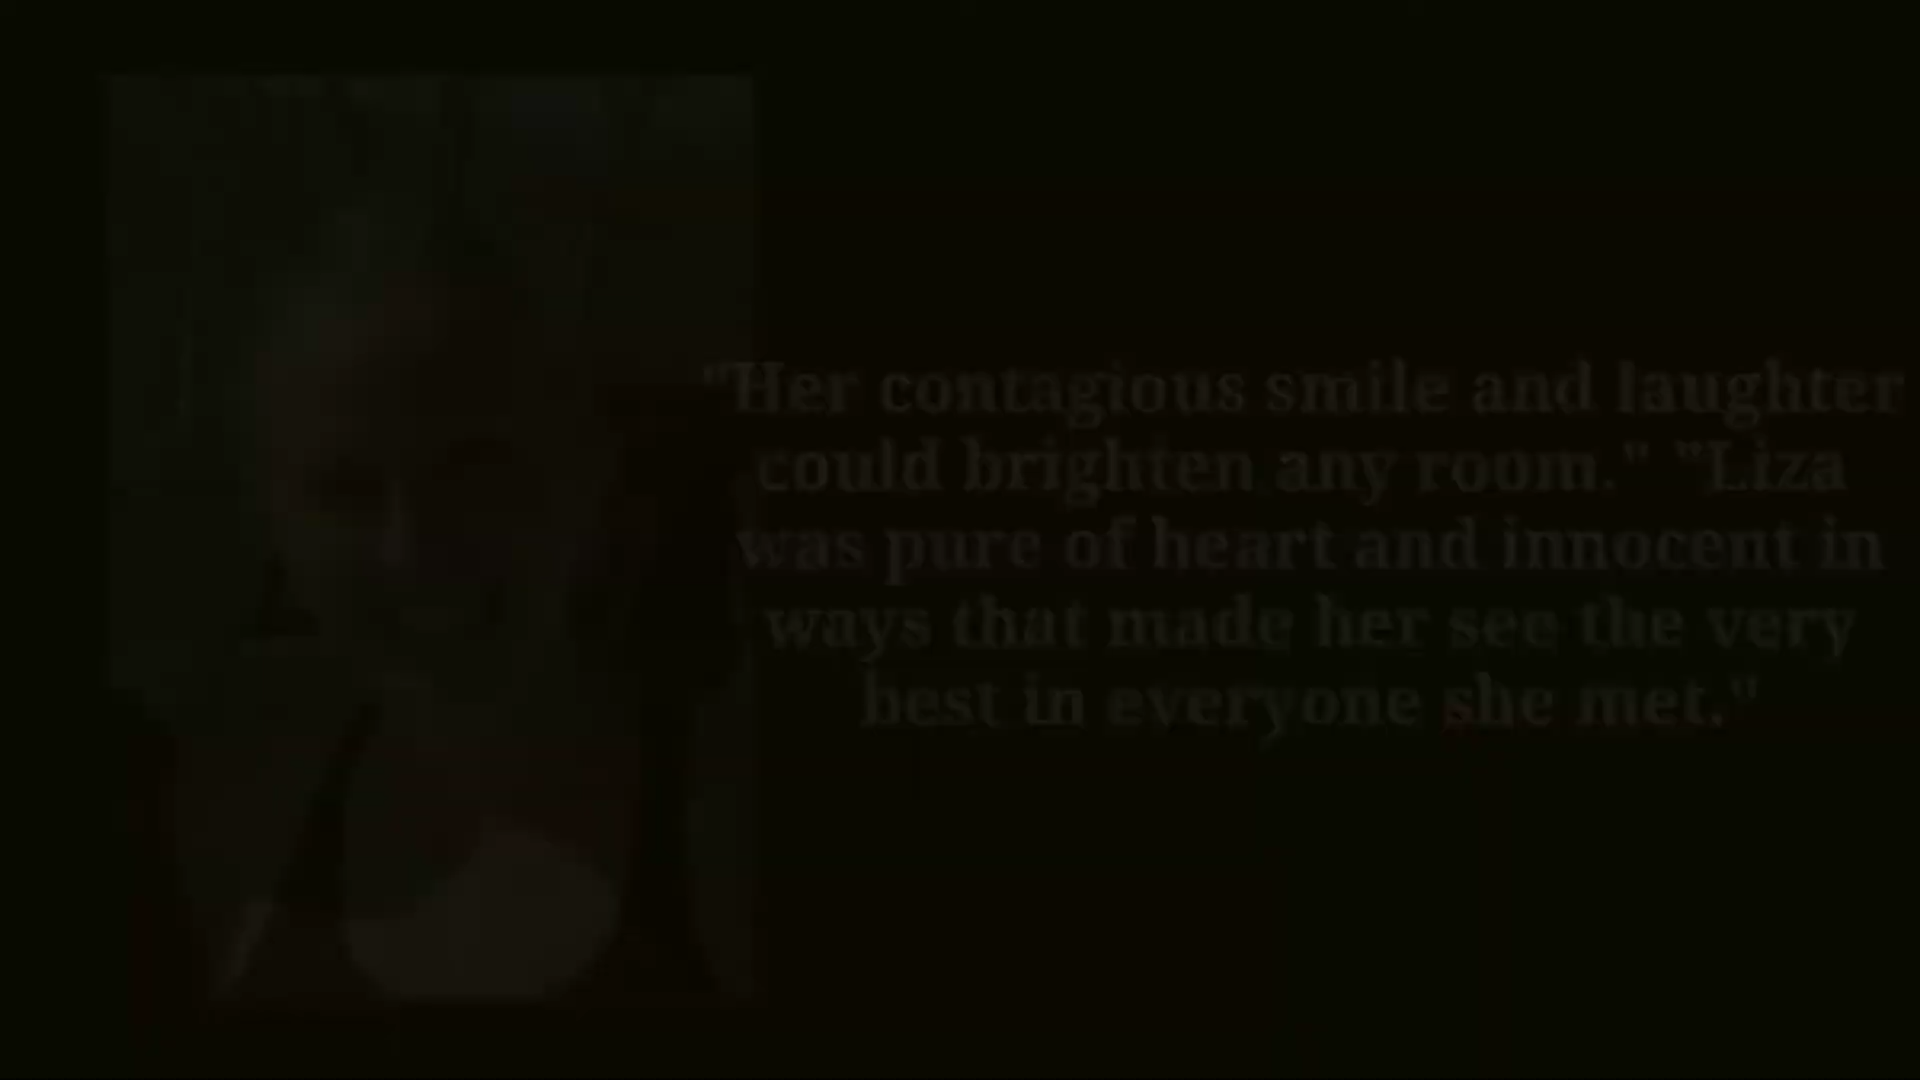 "Her contagious smile and laughter
could brighten any room." "Liza
was pure of heart and innocent in
ways that made her see the very
best in everyone she met."